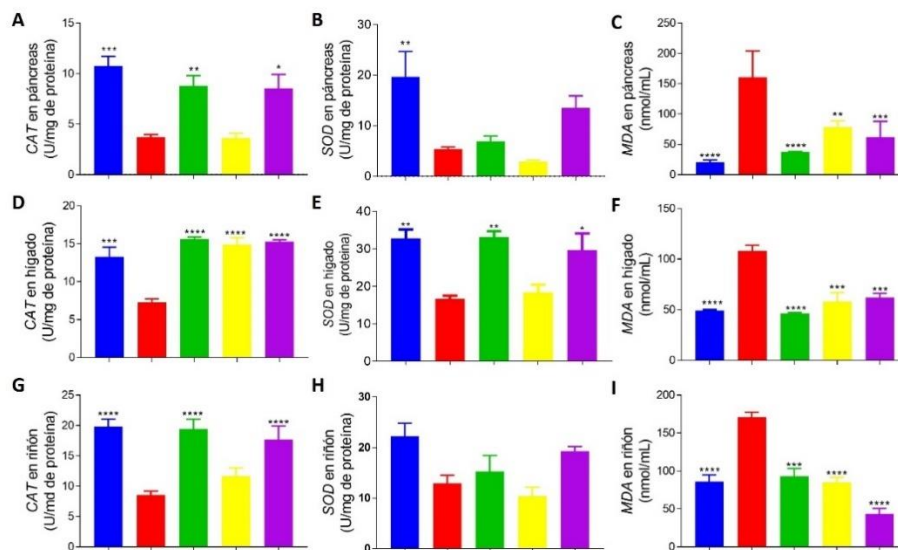 A
CAT en páncreas
(U/mg de proteína)
15
10
5
0
***
**
*
B
SOD en páncreas
(U/mg de proteína)
30
20
10
0
**
C
MDA en páncreas
(nmol/mL)
250
200
150
100
50
0
****
****
**
***
D
CAT en hígado
(U/mg de proteína)
20
15
10
5
0
***
****
****
****
E
SOD en hígado
(U/mg de proteína)
40
30
20
10
0
**
**
*
F
MDA en hígado
(nmol/mL)
150
100
50
0
****
****
***
***
G
CAT en riñón
(U/md de proteína)
25
20
15
10
5
0
****
****
****
H
SOD en riñón
(U/mg de proteína)
30
20
10
0
I
MDA en riñón
(nmol/mL)
200
150
100
50
0
****
***
****
****